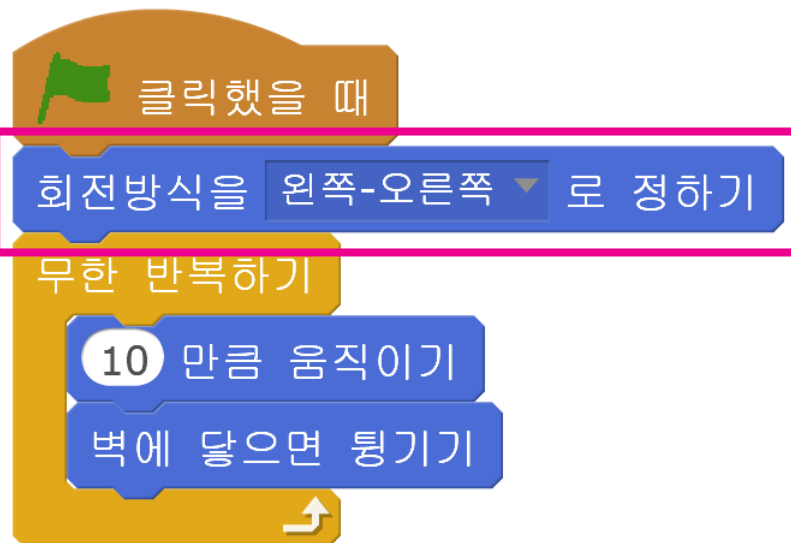 클릭했을 때
회전방식을 왼쪽-오른쪽 로 정하기
무한 반복하기
10 만큼 움직이기
벽에 닿으면 튕기기